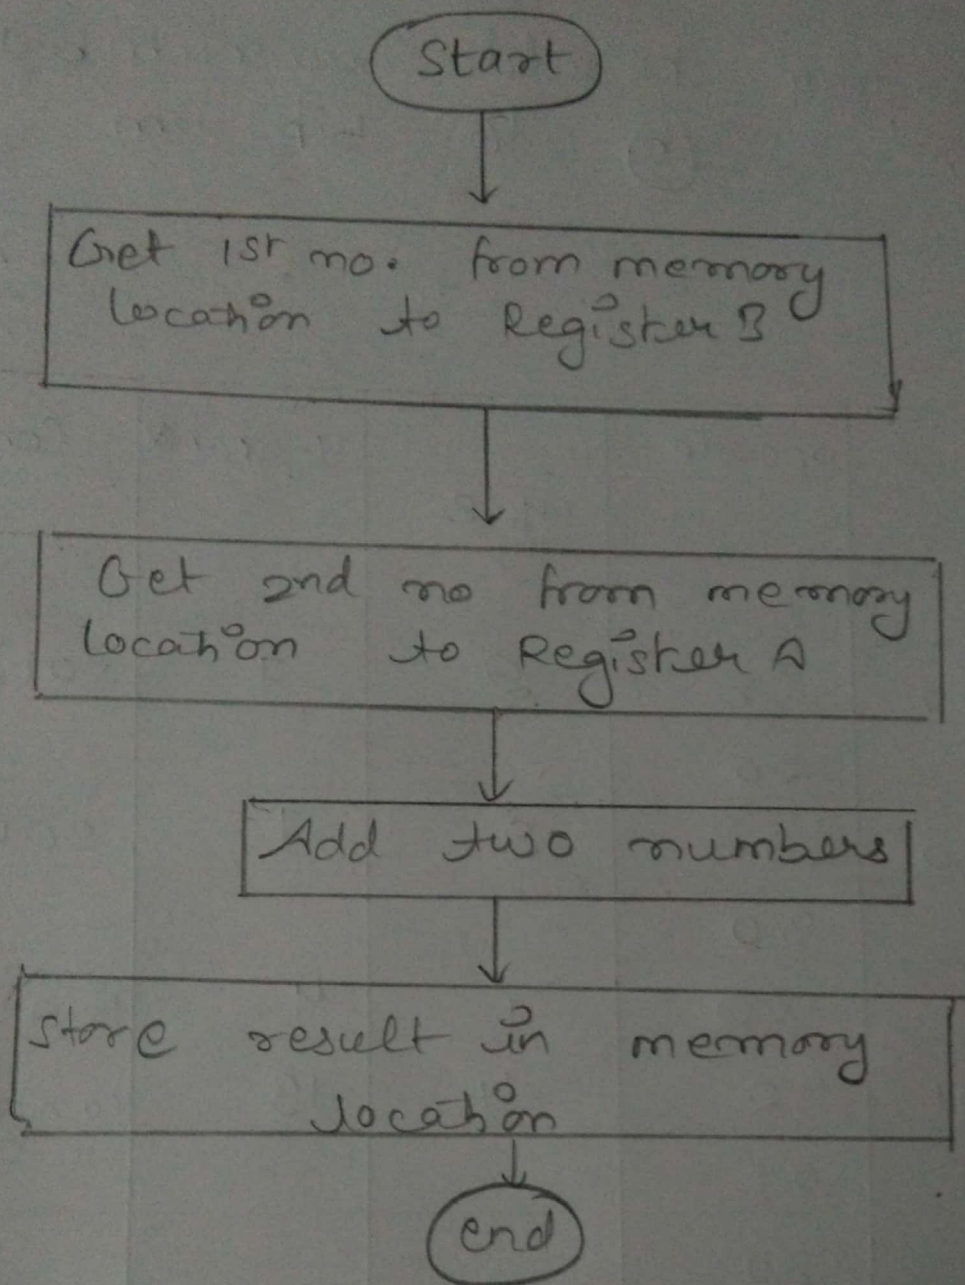 Start
Get 1st no. from memory
location to Register B
Get 2nd no from memory
location to Register A
Add two numbers
store result in memory
location
end